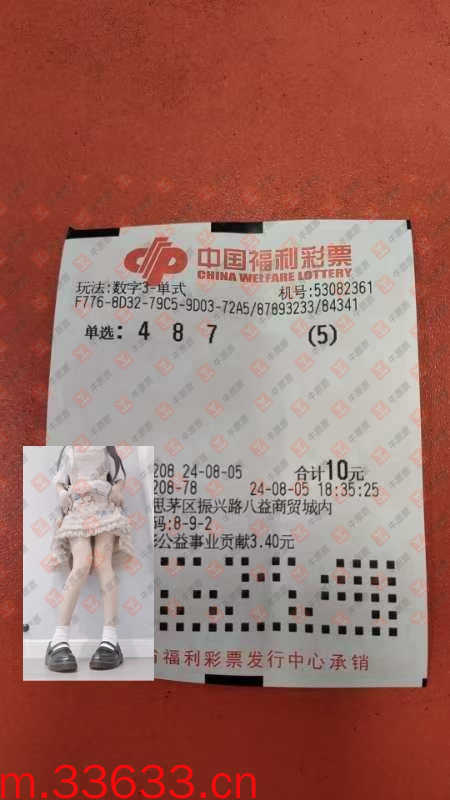 中国福利彩票
CHINA WELFARE LOTTERY
玩法:数字3-单式 机号:53082361
F776-8D32-79C5-9D03-72A5/87893233/84341
单选: 4 8 7 (5)
208 24-08-05 合计10元
208-78 24-08-05 18:35:25
思茅区振兴路八益商贸城内
码:8-9-2
公益事业贡献3.40元
福利彩票发行中心承销
m.33633.cn